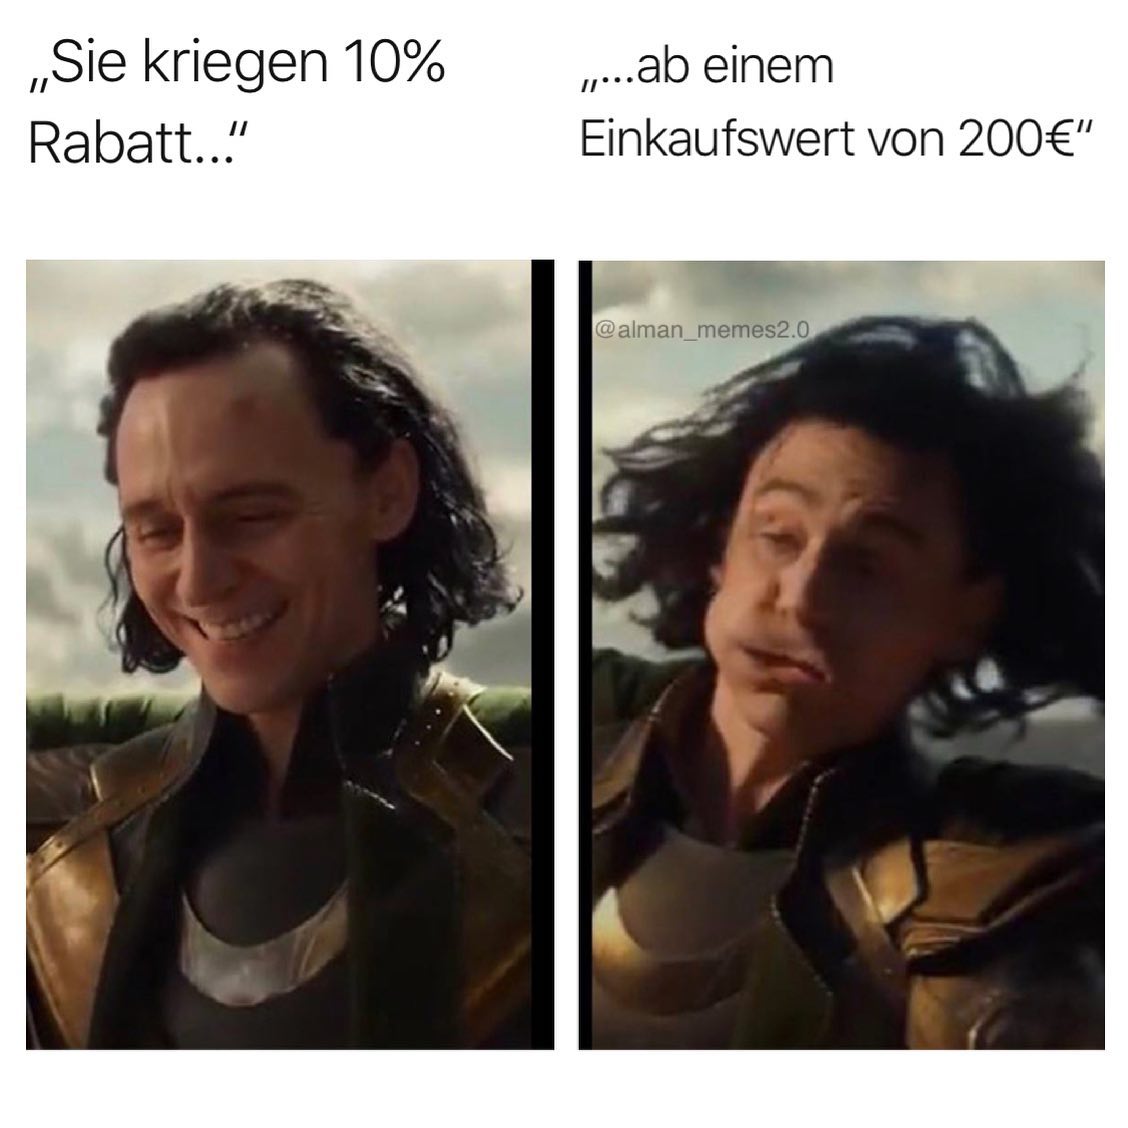 „Sie kriegen 10%
Rabatt...“
„...ab einem
Einkaufswert von 200€“
@alman_memes2.0